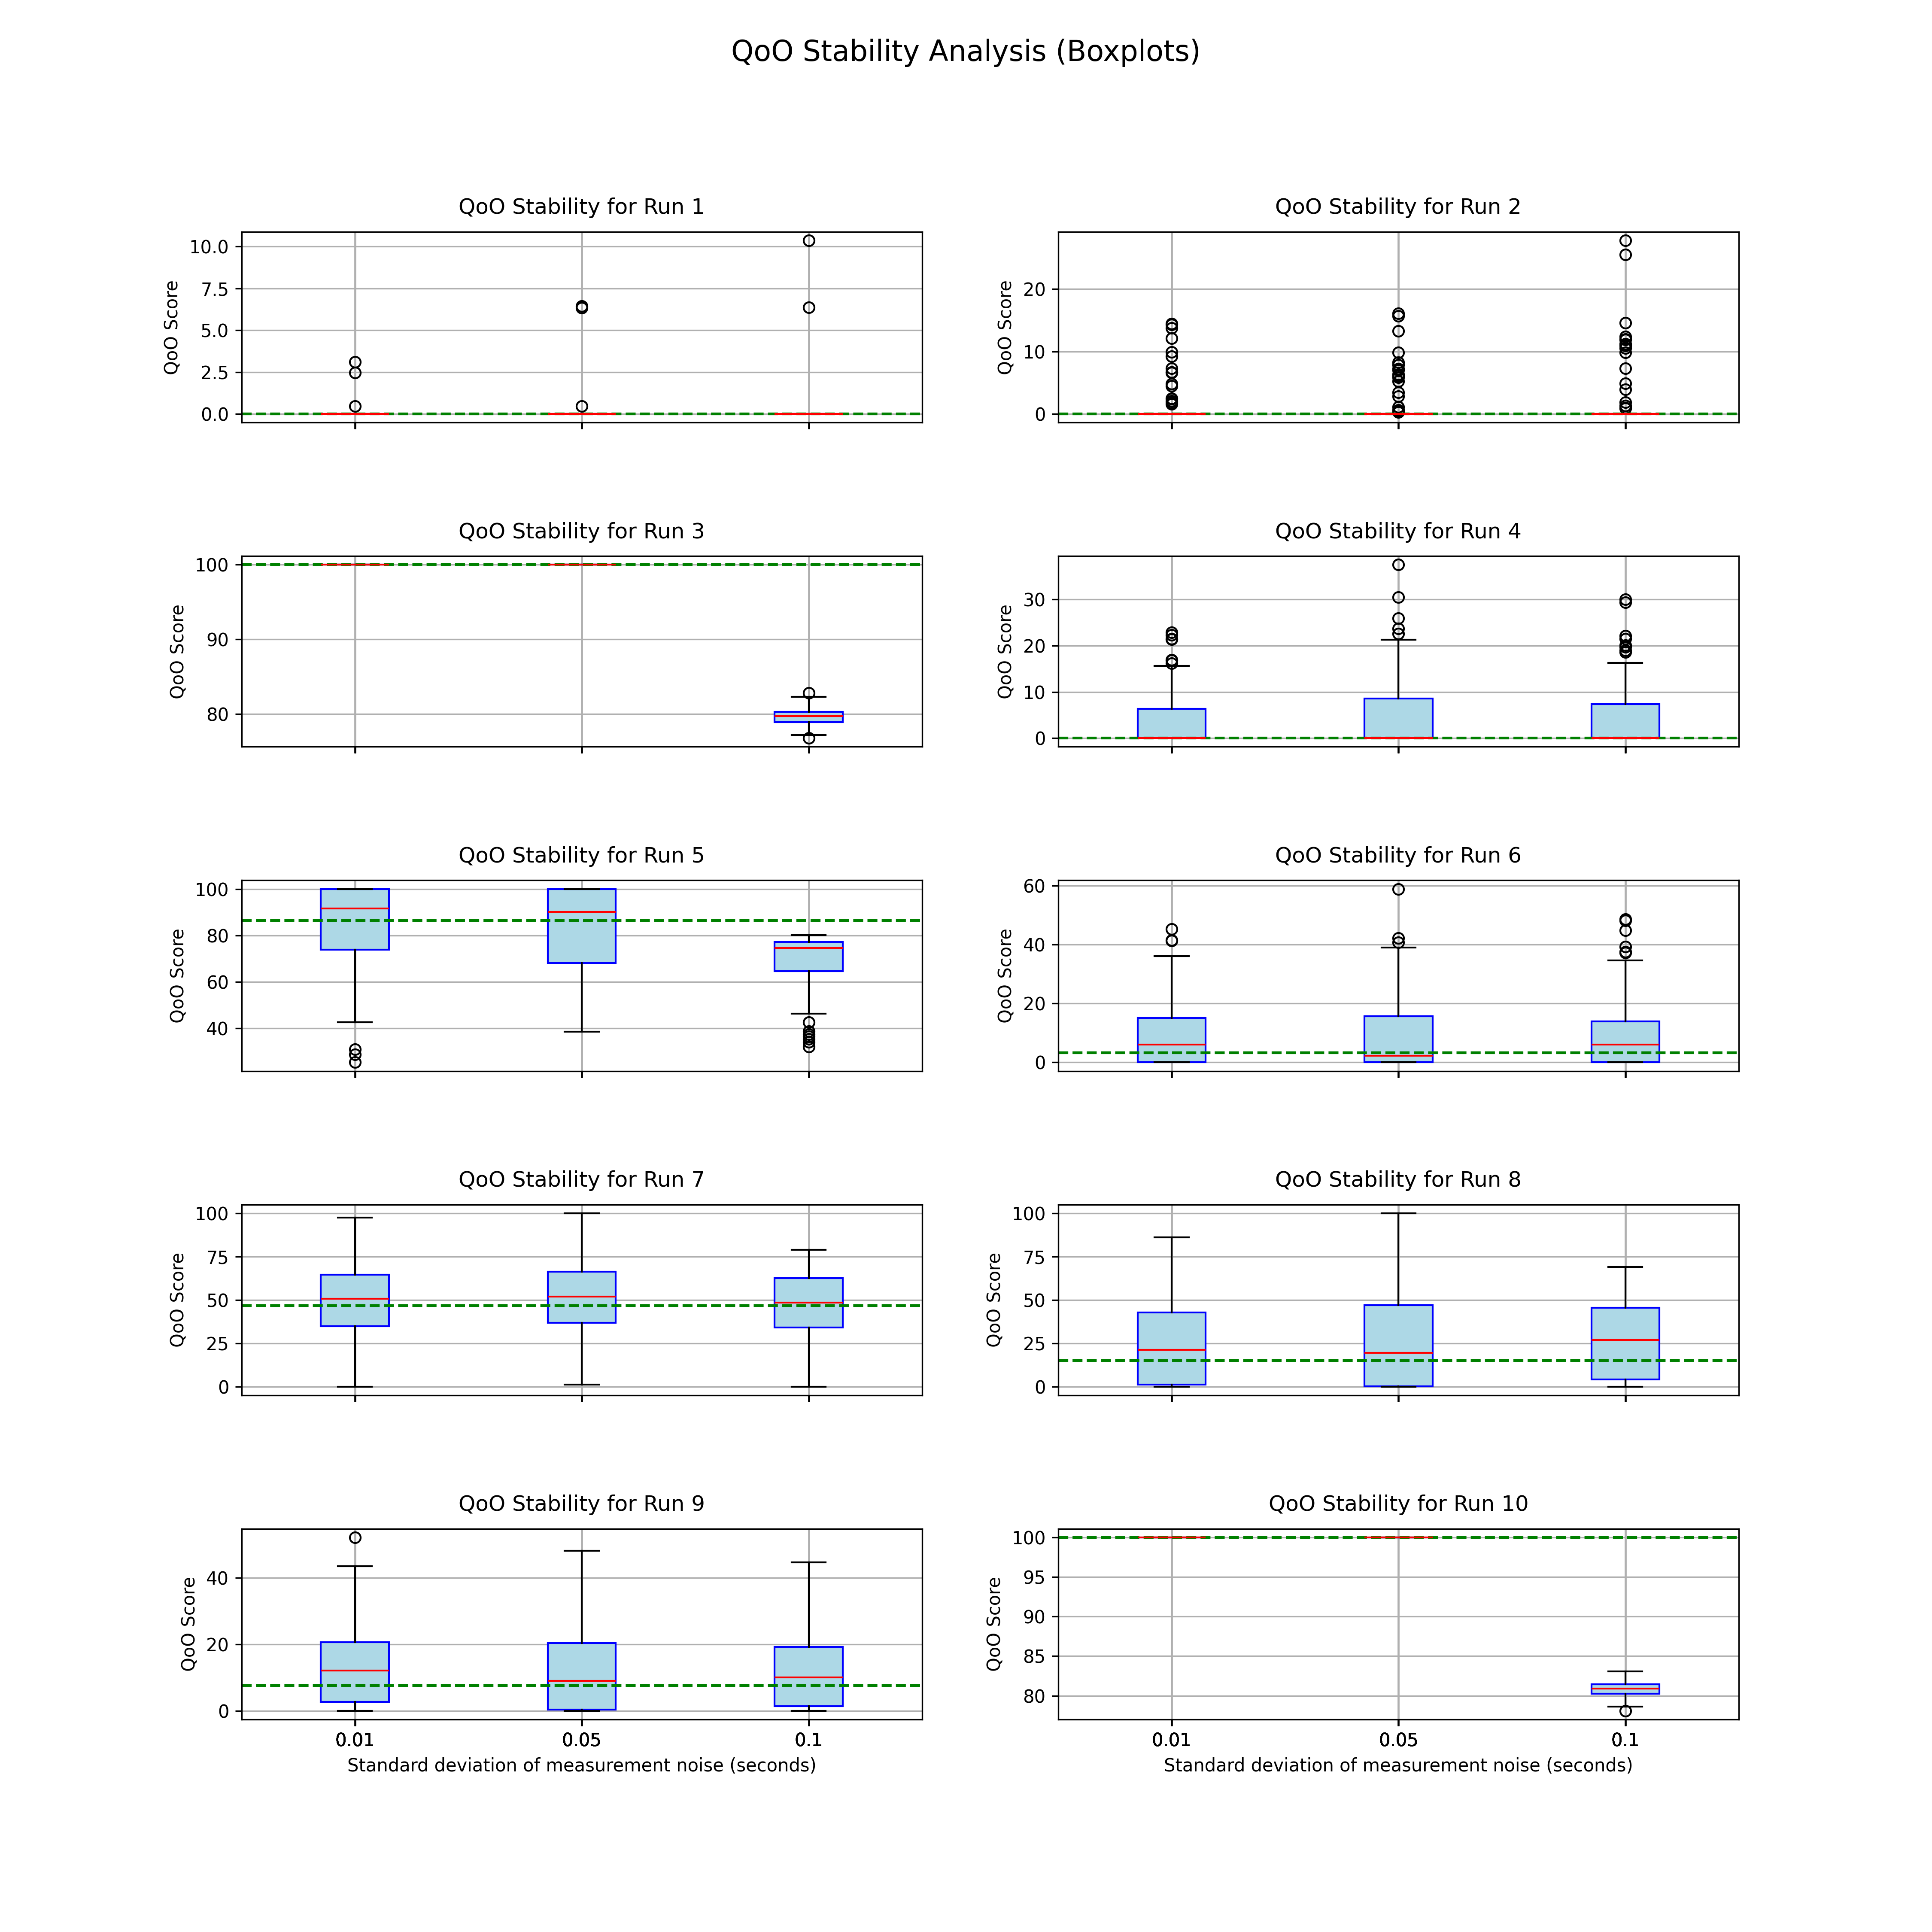 QoO Stability Analysis (Boxplots)
QoO Stability for Run 1
QoO Score
10.0
7.5
5.0
2.5
0.0
QoO Stability for Run 2
QoO Score
20
10
0
QoO Stability for Run 3
QoO Score
100
90
80
QoO Stability for Run 4
QoO Score
30
20
10
0
QoO Stability for Run 5
QoO Score
100
80
60
40
QoO Stability for Run 6
QoO Score
60
40
20
0
QoO Stability for Run 7
QoO Score
100
75
50
25
0
QoO Stability for Run 8
QoO Score
100
75
50
25
0
QoO Stability for Run 9
QoO Score
40
20
0
0.01 0.05 0.1
Standard deviation of measurement noise (seconds)
QoO Stability for Run 10
QoO Score
100
95
90
85
80
0.01 0.05 0.1
Standard deviation of measurement noise (seconds)